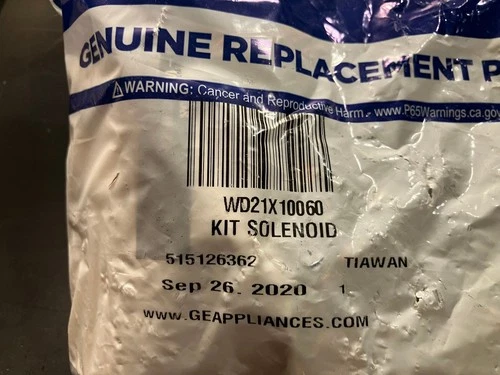 GENUINE REPLACEMENT P
⚠WARNING: Cancer and Reproductive Harm - www.P65Warnings.ca.gov
WD21X10060
KIT SOLENOID
515126362 TIAWAN
Sep 26, 2020 1
www.GEAPPLIANCES.COM